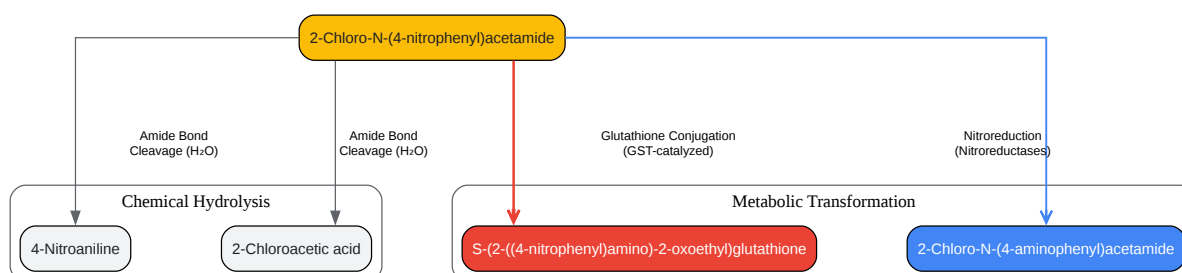 2-Chloro-N-(4-nitrophenyl)acetamide
Amide Bond
Cleavage (H₂O)
Amide Bond
Cleavage (H₂O)
Glutathione Conjugation
(GST-catalyzed)
Nitroreduction
(Nitroreductases)
Chemical Hydrolysis
Metabolic Transformation
4-Nitroaniline
2-Chloroacetic acid
S-(2-((4-nitrophenyl)amino)-2-oxoethyl)glutathione
2-Chloro-N-(4-aminophenyl)acetamide